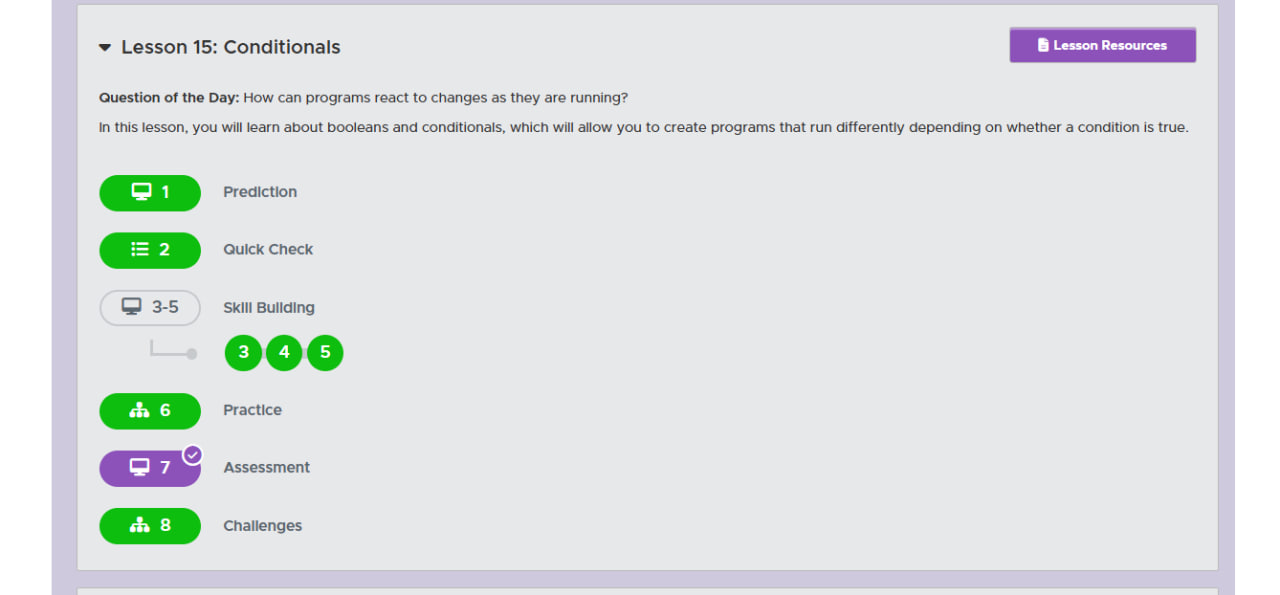 Lesson 15: Conditionals
Lesson Resources
Question of the Day: How can programs react to changes as they are running?
In this lesson, you will learn about booleans and conditionals, which will allow you to create programs that run differently depending on whether a condition is true.
1 Prediction
2 Quick Check
3-5 Skill Building
3 4 5
6 Practice
7 Assessment
8 Challenges